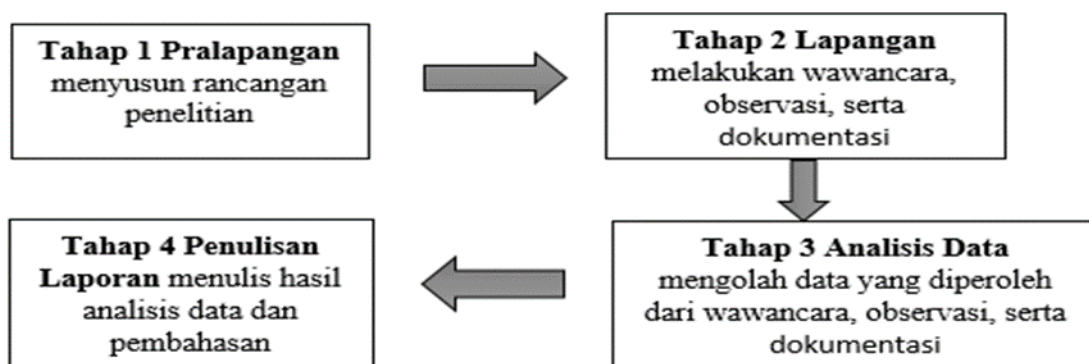 Tahap 1 Pralapangan
menyusun rancangan
penelitian
Tahap 2 Lapangan
melakukan wawancara,
observasi, serta
dokumentasi
Tahap 3 Analisis Data
mengolah data yang diperoleh
dari wawancara, observasi, serta
dokumentasi
Tahap 4 Penulisan
Laporan menulis hasil
analisis data dan
pembahasan